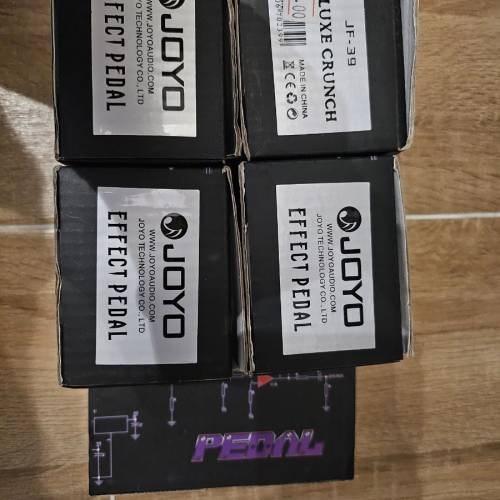 JOYO
WWW.JOYOAUDIO.COM
JOYO TECHNOLOGY CO., LTD
EFFECT PEDAL
JF-39
LUXE CRUNCH
MADE IN CHINA
CE
JOYO
WWW.JOYOAUDIO.COM
JOYO TECHNOLOGY CO., LTD
EFFECT PEDAL
JOYO
WWW.JOYOAUDIO.COM
JOYO TECHNOLOGY CO., LTD
EFFECT PEDAL
PEDAL